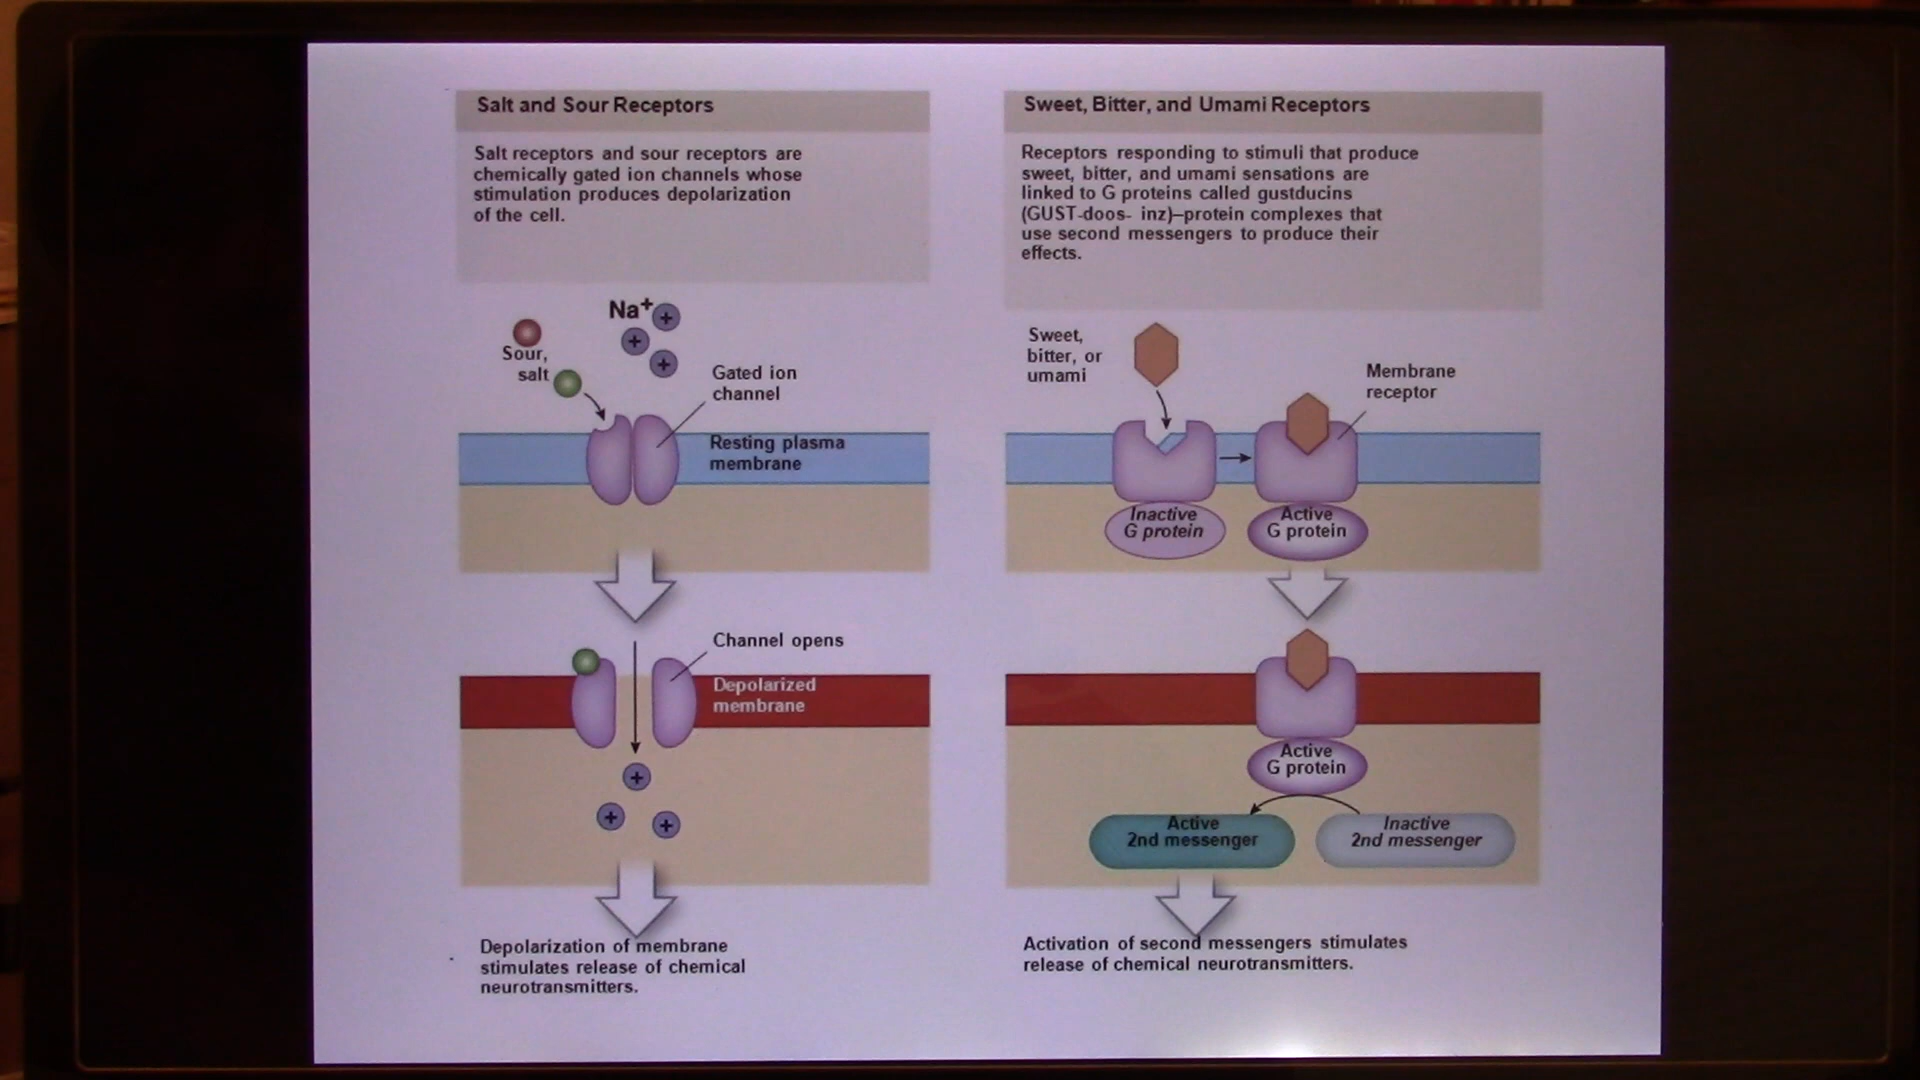 Salt and Sour Receptors
Salt receptors and sour receptors are
chemically gated ion channels whose
stimulation produces depolarization
of the cell.
Na+
+
+
+
Sour,
salt
Gated ion
channel
Resting plasma
membrane
Channel opens
Depolarized
membrane
+
+
+
Depolarization of membrane
stimulates release of chemical
neurotransmitters.
Sweet, Bitter, and Umami Receptors
Receptors responding to stimuli that produce
sweet, bitter, and umami sensations are
linked to G proteins called gustducins
(GUST-doos- inz)–protein complexes that
use second messengers to produce their
effects.
Sweet,
bitter, or
umami
Membrane
receptor
Inactive
G protein
Active
G protein
Active
G protein
Active
2nd messenger
Inactive
2nd messenger
Activation of second messengers stimulates
release of chemical neurotransmitters.